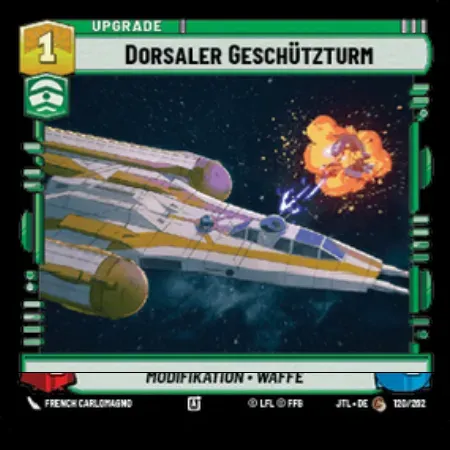 UPGRADE
1
DORSALER GESCHÜTZTURM
MODIFIKATION • WAFFE
FRENCH CARLOMAGNO
A
© LFL © FFG
JTL • DE
120/262